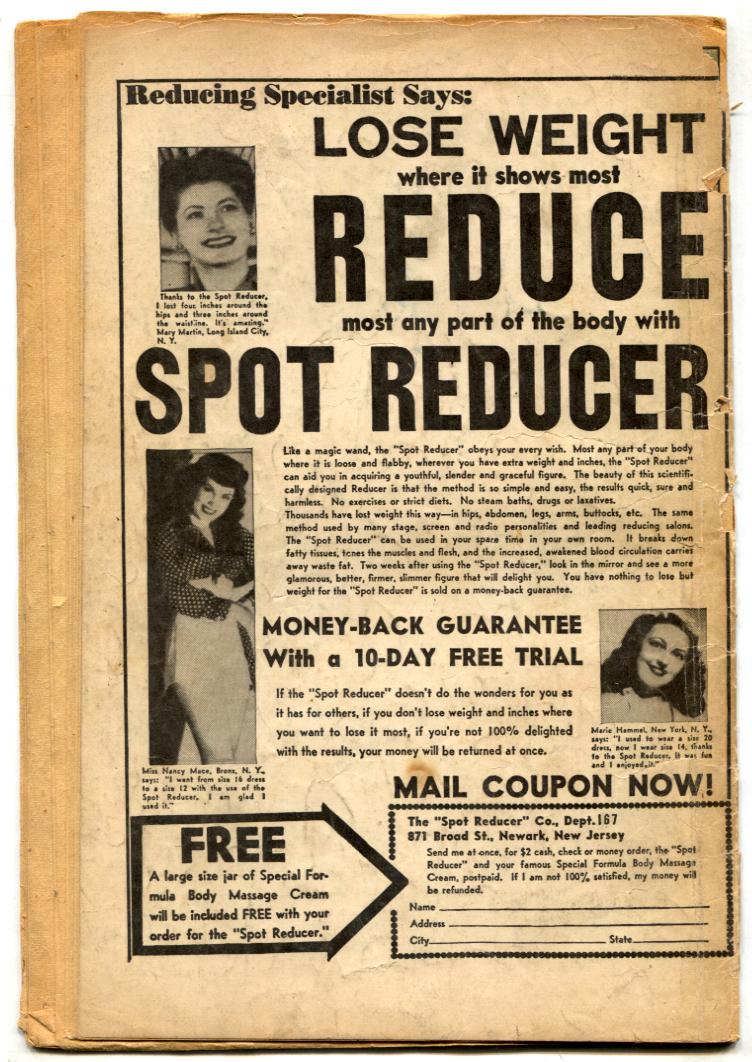 Reducing Specialist Says:
LOSE WEIGHT
where it shows most
REDUCE
most any part of the body with
SPOT REDUCER
Thanks to the Spot Reducer,
I lost four inches around the
hips and three inches around
the waistline. It's amazing."
Mary Martin, Long Island City,
N. Y.
Like a magic wand, the "Spot Reducer" obeys your every wish. Most any part of your body
where it is loose and flabby, wherever you have extra weight and inches, the "Spot Reducer"
can aid you in acquiring a youthful, slender and graceful figure. The beauty of this scientifi-
cally designed Reducer is that the method is so simple and easy, the results quick, sure and
harmless. No exercises or strict diets. No steam baths, drugs or laxatives.
Thousands have lost weight this way—in hips, abdomen, legs, arms, buttocks, etc. The same
method used by many stage, screen and radio personalities and leading reducing salons.
The "Spot Reducer" can be used in your spare time in your own room. It breaks down
fatty tissues, tones the muscles and flesh, and the increased, awakened blood circulation carries
away waste fat. Two weeks after using the "Spot Reducer," look in the mirror and see a more
glamorous, better, firmer, slimmer figure that will delight you. You have nothing to lose but
weight for the "Spot Reducer" is sold on a money-back guarantee.
MONEY-BACK GUARANTEE
With a 10-DAY FREE TRIAL
If the "Spot Reducer" doesn't do the wonders for you as
it has for others, if you don't lose weight and inches where
you want to lose it most, if you're not 100% delighted
with the results, your money will be returned at once.
Marie Hammel, New York, N. Y.,
says: "I used to wear a size 20
dress, now I wear size 14, thanks
to the Spot Reducer. It was fun
and I enjoyed it."
Miss Nancy Mace, Bronx, N. Y.,
says: "I went from size 16 dress
to a size 12 with the use of the
Spot Reducer. I am glad I
used it."
MAIL COUPON NOW!
FREE
A large size jar of Special For-
mula Body Massage Cream
will be included FREE with your
order for the "Spot Reducer."
The "Spot Reducer" Co., Dept.167
871 Broad St., Newark, New Jersey
Send me at once, for $2 cash, check or money order, the "Spot
Reducer" and your famous Special Formula Body Massage
Cream, postpaid. If I am not 100% satisfied, my money will
be refunded.
Name
Address
City State